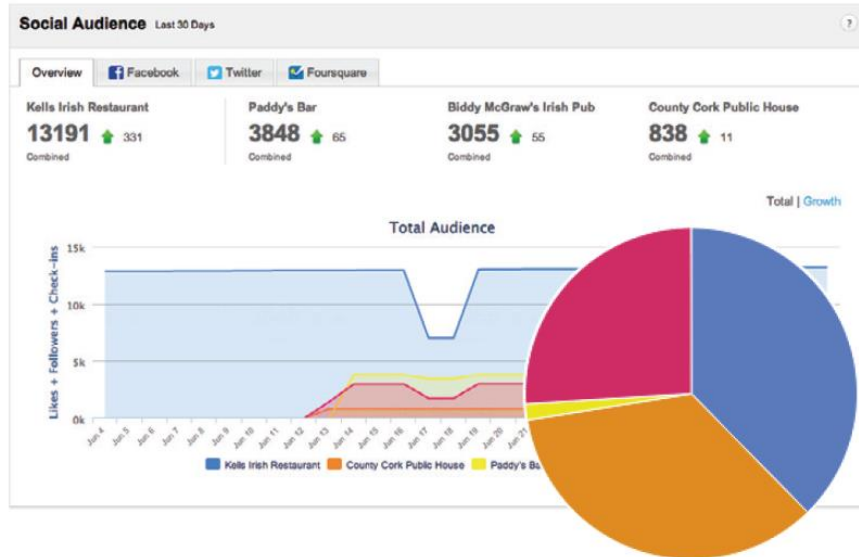 Social Audience Last 30 Days
?
Overview Facebook Twitter Foursquare
Kells Irish Restaurant Paddy's Bar Biddy McGraw's Irish Pub County Cork Public House
13191 331 3848 65 3055 55 838 11
Combined Combined Combined Combined
Total | Growth
Total Audience
Likes + Followers + Check-ins
15k
10k
5k
0k
Jun 4 Jun 5 Jun 6 Jun 7 Jun 8 Jun 9 Jun 10 Jun 11 Jun 12 Jun 13 Jun 14 Jun 15 Jun 16 Jun 17 Jun 18 Jun 19 Jun 20 Jun 21
Kells Irish Restaurant County Cork Public House Paddy's